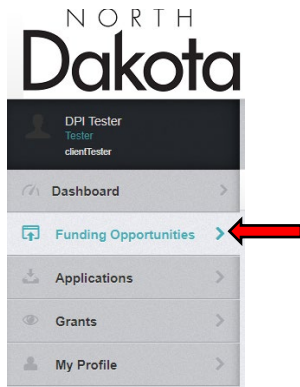 NORTH
Dakota
DPI Tester
Tester
clientTester
Dashboard
Funding Opportunities
Applications
Grants
My Profile